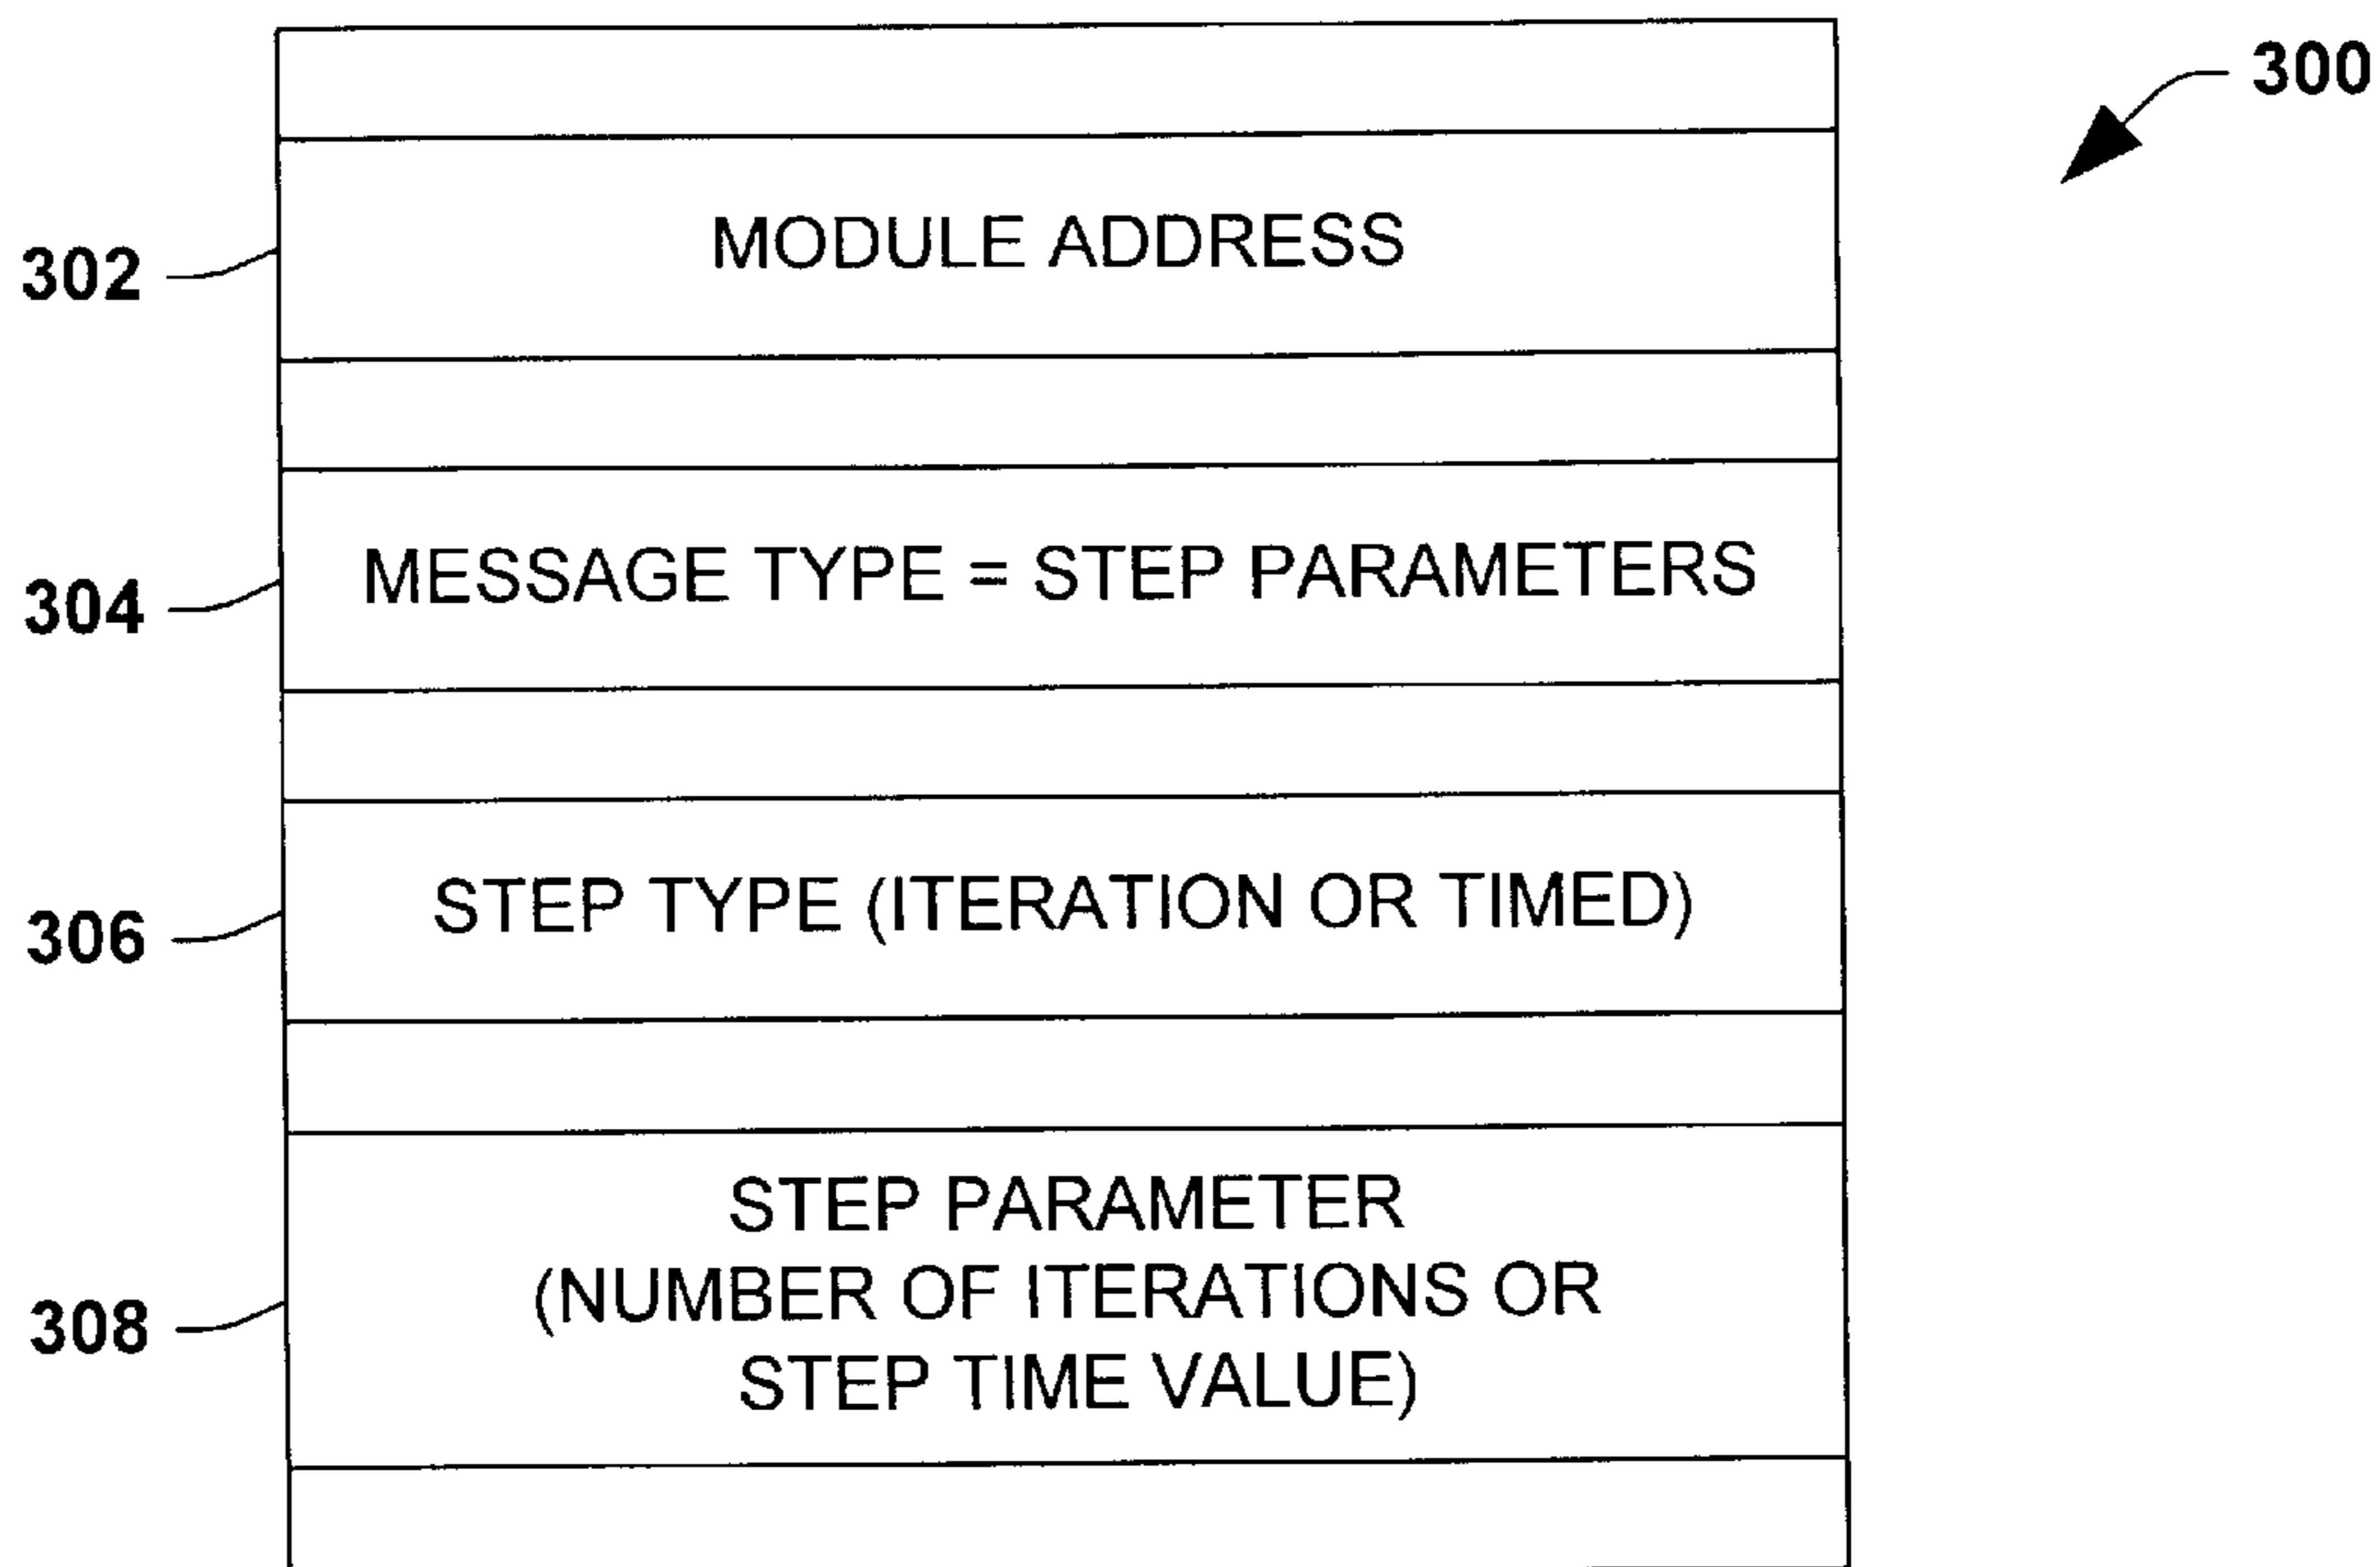 300
302
MODULE ADDRESS
304
MESSAGE TYPE = STEP PARAMETERS
306
STEP TYPE (ITERATION OR TIMED)
308
STEP PARAMETER
(NUMBER OF ITERATIONS OR
STEP TIME VALUE)